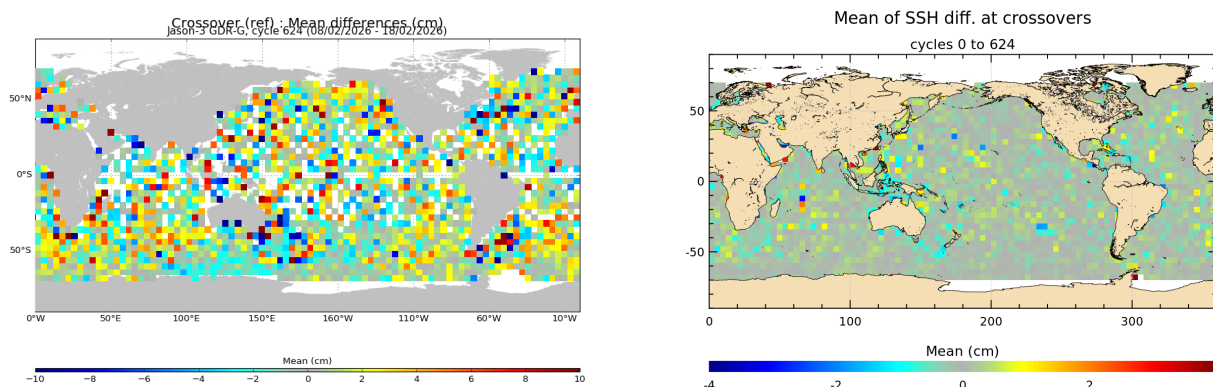 Crossover (ref) : Mean differences (cm)
Jason-3 GDR-G, cycle 624 (08/02/2026 - 18/02/2026)
50°N
0°S
50°S
0°W 50°E 100°E 150°E 160°W 110°W 60°W 10°W
Mean (cm)
−10 −8 −6 −4 −2 0 2 4 6 8 10
Mean of SSH diff. at crossovers
cycles 0 to 624
50
0
-50
0 100 200 300
Mean (cm)
-4 -2 0 2